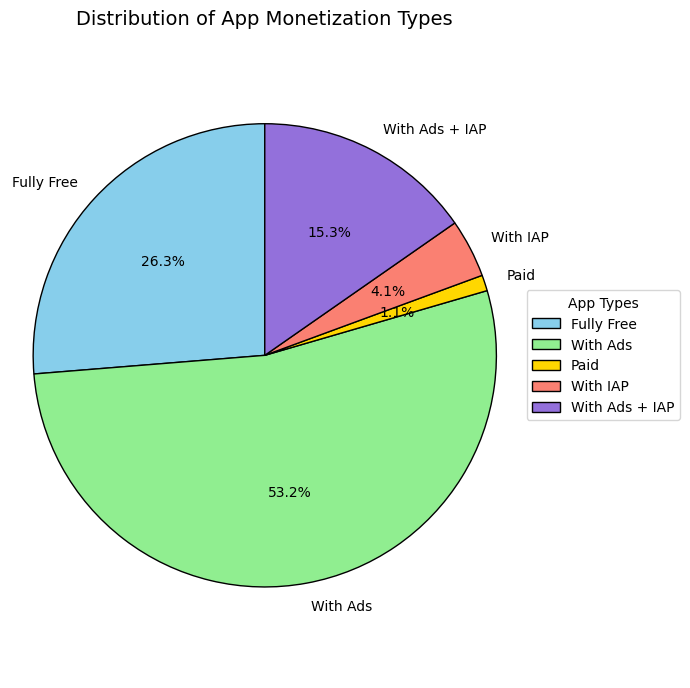 Distribution of App Monetization Types
With Ads + IAP
Fully Free
15.3%
With IAP
26.3%
Paid
4.1%
1.1%
App Types
Fully Free
With Ads
Paid
With IAP
With Ads + IAP
53.2%
With Ads